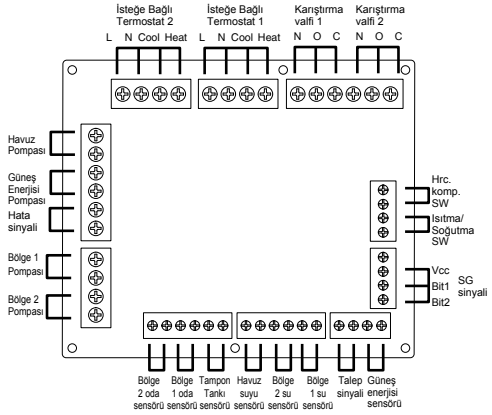 İsteğe Bağlı
Termostat 2
İsteğe Bağlı
Termostat 1
Karıştırma
valfi 1
Karıştırma
valfi 2
L N Cool Heat
L N Cool Heat
N O C
N O C
Havuz
Pompası
Güneş
Enerjisi
Pompası
Hata
sinyali
Bölge 1
Pompası
Bölge 2
Pompası
Hrc.
komp.
SW
Isıtma/
Soğutma
SW
Vcc
Bit1
Bit2
SG
sinyali
Bölge
2 oda
sensörü
Bölge
1 oda
sensörü
Tampon
Tankı
sensörü
Havuz
suyu
sensörü
Bölge
2 su
sensörü
Bölge
1 su
sensörü
Talep
sinyali
Güneş
enerjisi
sensörü